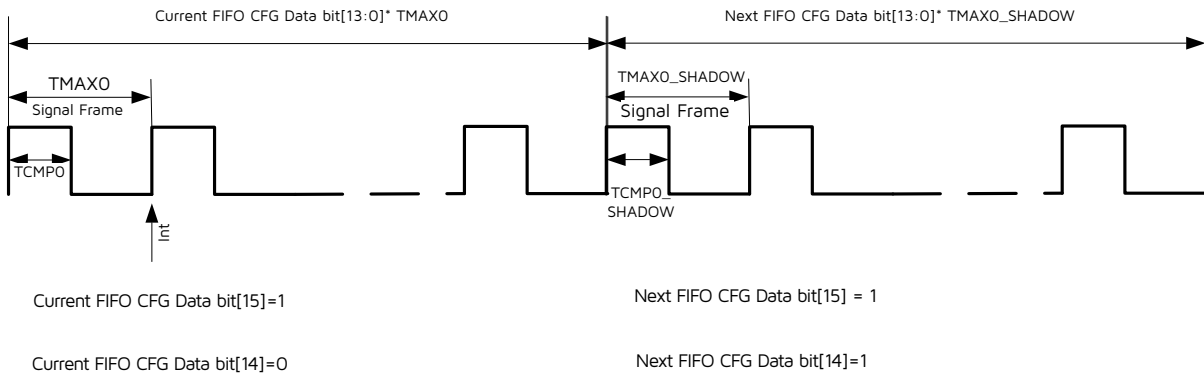 Current FIFO CFG Data bit[13:0]* TMAX0
Next FIFO CFG Data bit[13:0]* TMAX0_SHADOW
TMAX0
Signal Frame
TMAX0_SHADOW
Signal Frame
TCMP0
TCMP0_
SHADOW
Int
Current FIFO CFG Data bit[15]=1
Next FIFO CFG Data bit[15] = 1
Current FIFO CFG Data bit[14]=0
Next FIFO CFG Data bit[14]=1